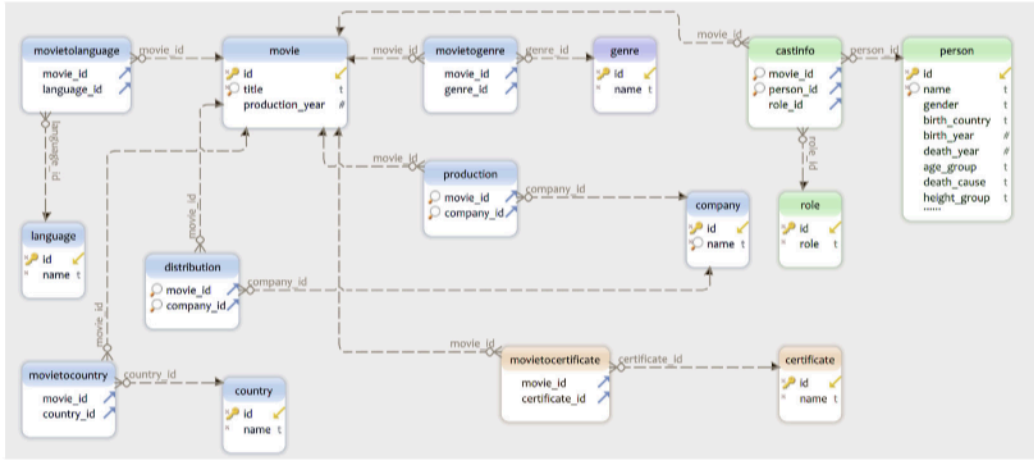 movie_id
movietolanguage
movie_id
language_id
movie_id
movie
id
title t
production_year #
movie_id
movietogenre
movie_id
genre_id
genre_id
genre
id
name t
castinfo
movie_id
person_id
role_id
person_id
person
id
name t
gender t
birth_country t
birth_year #
death_year #
age_group t
death_cause t
height_group t
......
language_id
role_id
movie_id
production
movie_id
company_id
company_id
company
id
name t
role
id
role t
language
id
name t
movie_id
distribution
movie_id
company_id
company_id
movie_id
movietocountry
movie_id
country_id
country_id
country
id
name t
movie_id
movietocertificate
movie_id
certificate_id
certificate_id
certificate
id
name t